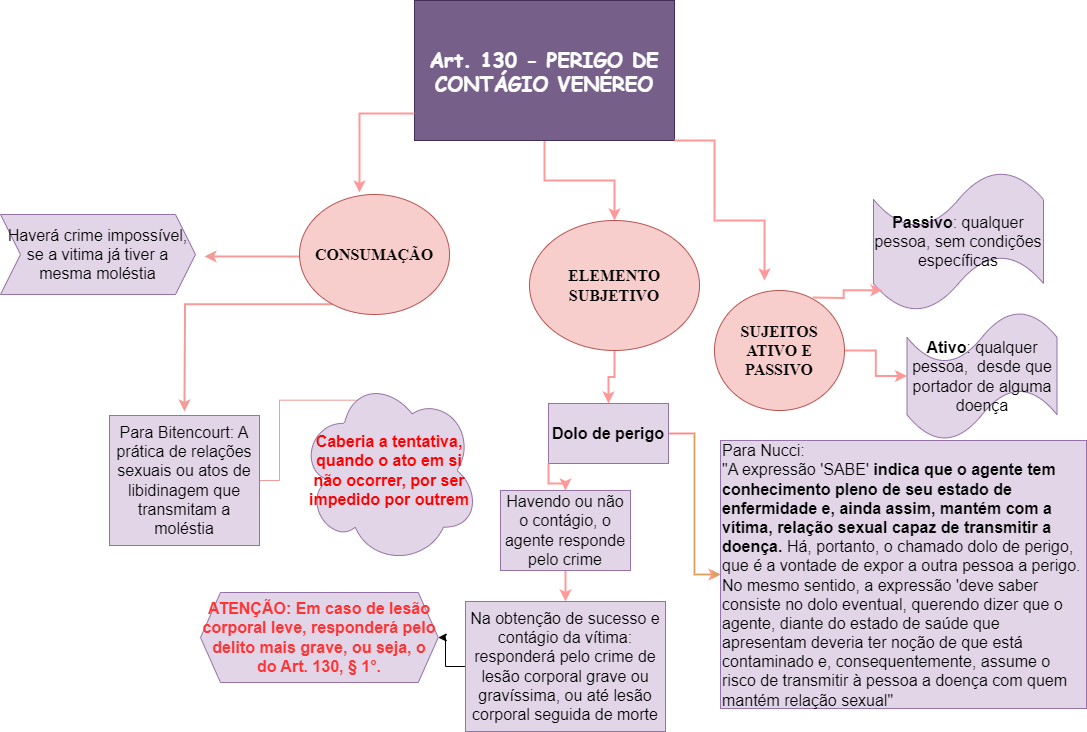 Art. 130 - PERIGO DE
CONTÁGIO VENÉREO
CONSUMAÇÃO
Haverá crime impossível,
se a vitima já tiver a
mesma moléstia
Para Bitencourt: A
prática de relações
sexuais ou atos de
libidinagem que
transmitam a
moléstia
Caberia a tentativa,
quando o ato em si
não ocorrer, por ser
impedido por outrem
ELEMENTO
SUBJETIVO
Dolo de perigo
Havendo ou não
o contágio, o
agente responde
pelo crime
Na obtenção de sucesso e
contágio da vítima:
responderá pelo crime de
lesão corporal grave ou
gravíssima, ou até lesão
corporal seguida de morte
ATENÇÃO: Em caso de lesão
corporal leve, responderá pelo
delito mais grave, ou seja, o
do Art. 130, § 1°.
Para Nucci:
"A expressão 'SABE' indica que o agente tem
conhecimento pleno de seu estado de
enfermidade e, ainda assim, mantém com a
vítima, relação sexual capaz de transmitir a
doença. Há, portanto, o chamado dolo de perigo,
que é a vontade de expor a outra pessoa a perigo.
No mesmo sentido, a expressão 'deve saber
consiste no dolo eventual, querendo dizer que o
agente, diante do estado de saúde que
apresentam deveria ter noção de que está
contaminado e, consequentemente, assume o
risco de transmitir à pessoa a doença com quem
mantém relação sexual"
SUJEITOS
ATIVO E
PASSIVO
Passivo: qualquer
pessoa, sem condições
específicas
Ativo: qualquer
pessoa, desde que
portador de alguma
doença